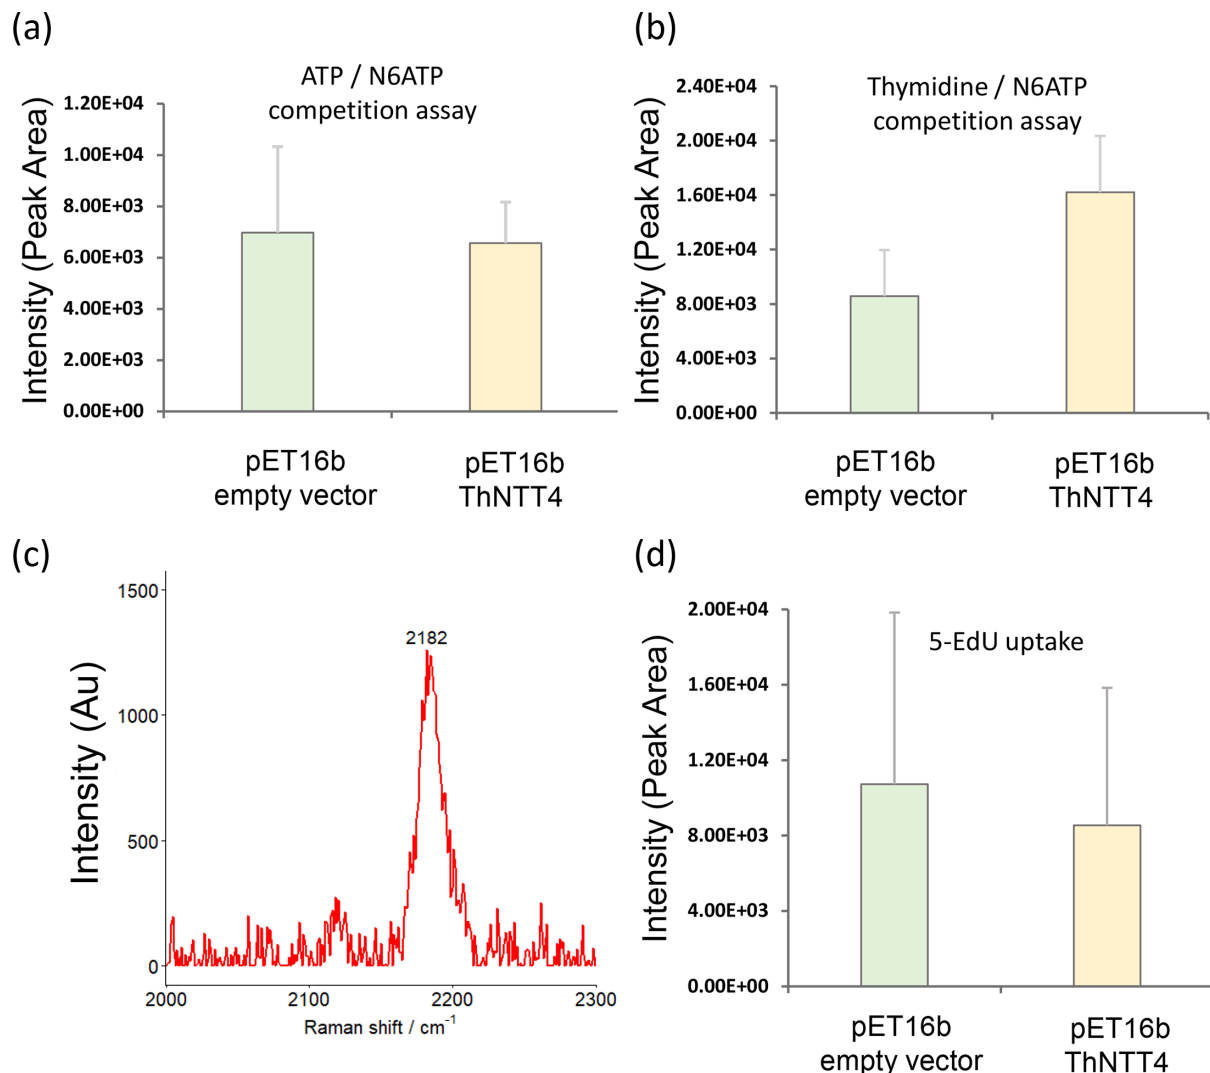 (a)
ATP / N6ATP
competition assay
Intensity (Peak Area)
1.20E+04
1.00E+04
8.00E+03
6.00E+03
4.00E+03
2.00E+03
0.00E+00
pET16b
empty vector
pET16b
ThNTT4
(b)
Thymidine / N6ATP
competition assay
Intensity (Peak Area)
2.40E+04
2.00E+04
1.60E+04
1.20E+04
8.00E+03
4.00E+03
0.00E+00
pET16b
empty vector
pET16b
ThNTT4
(c)
2182
Intensity (Au)
1500
1000
500
0
2000
2100
2200
2300
Raman shift / cm-1
(d)
5-EdU uptake
Intensity (Peak Area)
2.00E+04
1.60E+04
1.20E+04
8.00E+03
4.00E+03
0.00E+00
pET16b
empty vector
pET16b
ThNTT4